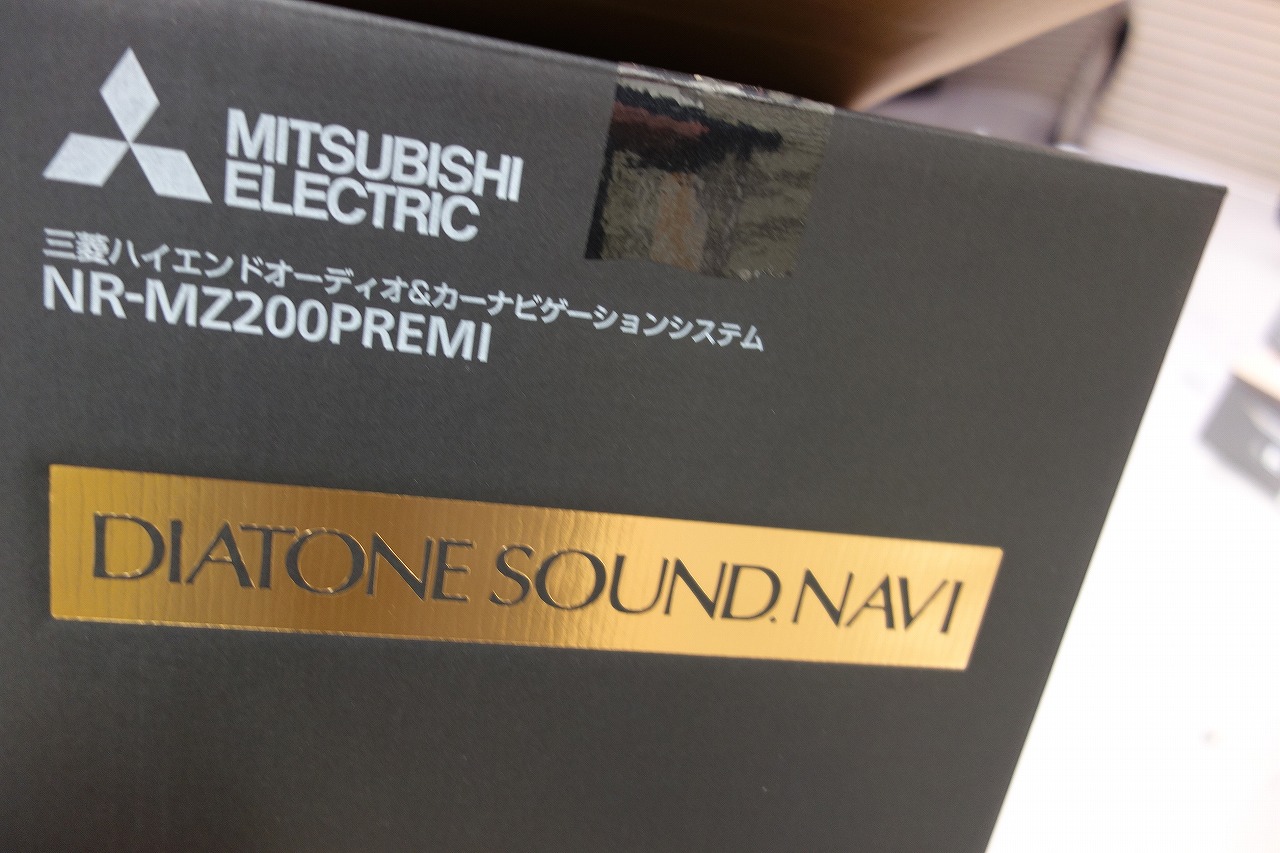 MITSUBISHI
ELECTRIC
三菱ハイエンドオーディオ&カーナビゲーションシステム
NR-MZ200PREMI
DIATONE SOUND.NAVI